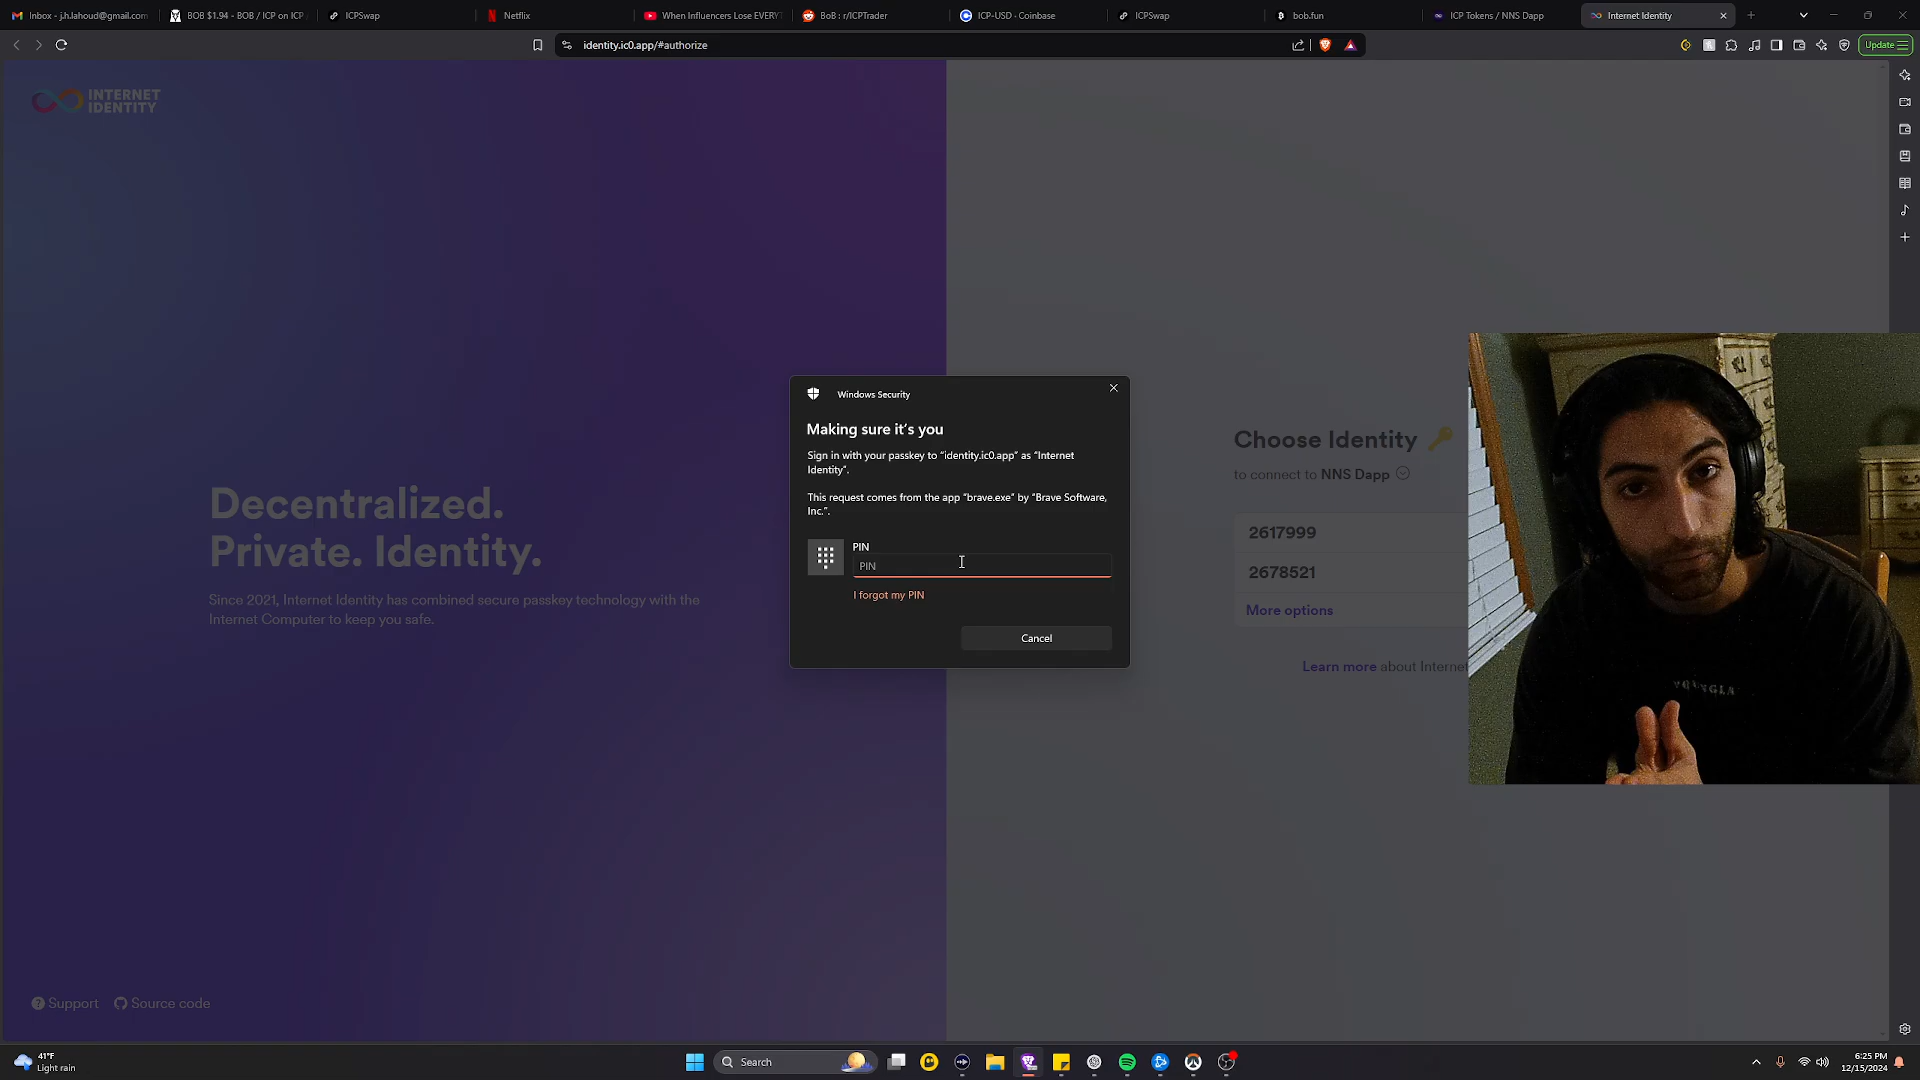 Inbox - j.h.lahoud@gmail.com
BOB $1.94 - BOB / ICP on ICP
ICPSwap
Netflix
When Influencers Lose EVERYT
BoB : r/ICPTrader
ICP-USD - Coinbase
ICPSwap
bob.fun
ICP Tokens / NNS Dapp
Internet Identity
identity.ic0.app/#authorize
Update
INTERNET
IDENTITY
Decentralized.
Private. Identity.
Since 2021, Internet Identity has combined secure passkey technology with the
Internet Computer to keep you safe.
Support
Source code
Windows Security
Making sure it's you
Sign in with your passkey to "identity.ic0.app" as "Internet
Identity".
This request comes from the app "brave.exe" by "Brave Software,
Inc.".
PIN
PIN
I forgot my PIN
Cancel
Choose Identity
to connect to NNS Dapp
2617999
2678521
More options
Learn more about Internet
41°F
Light rain
Search
6:25 PM
12/15/2024